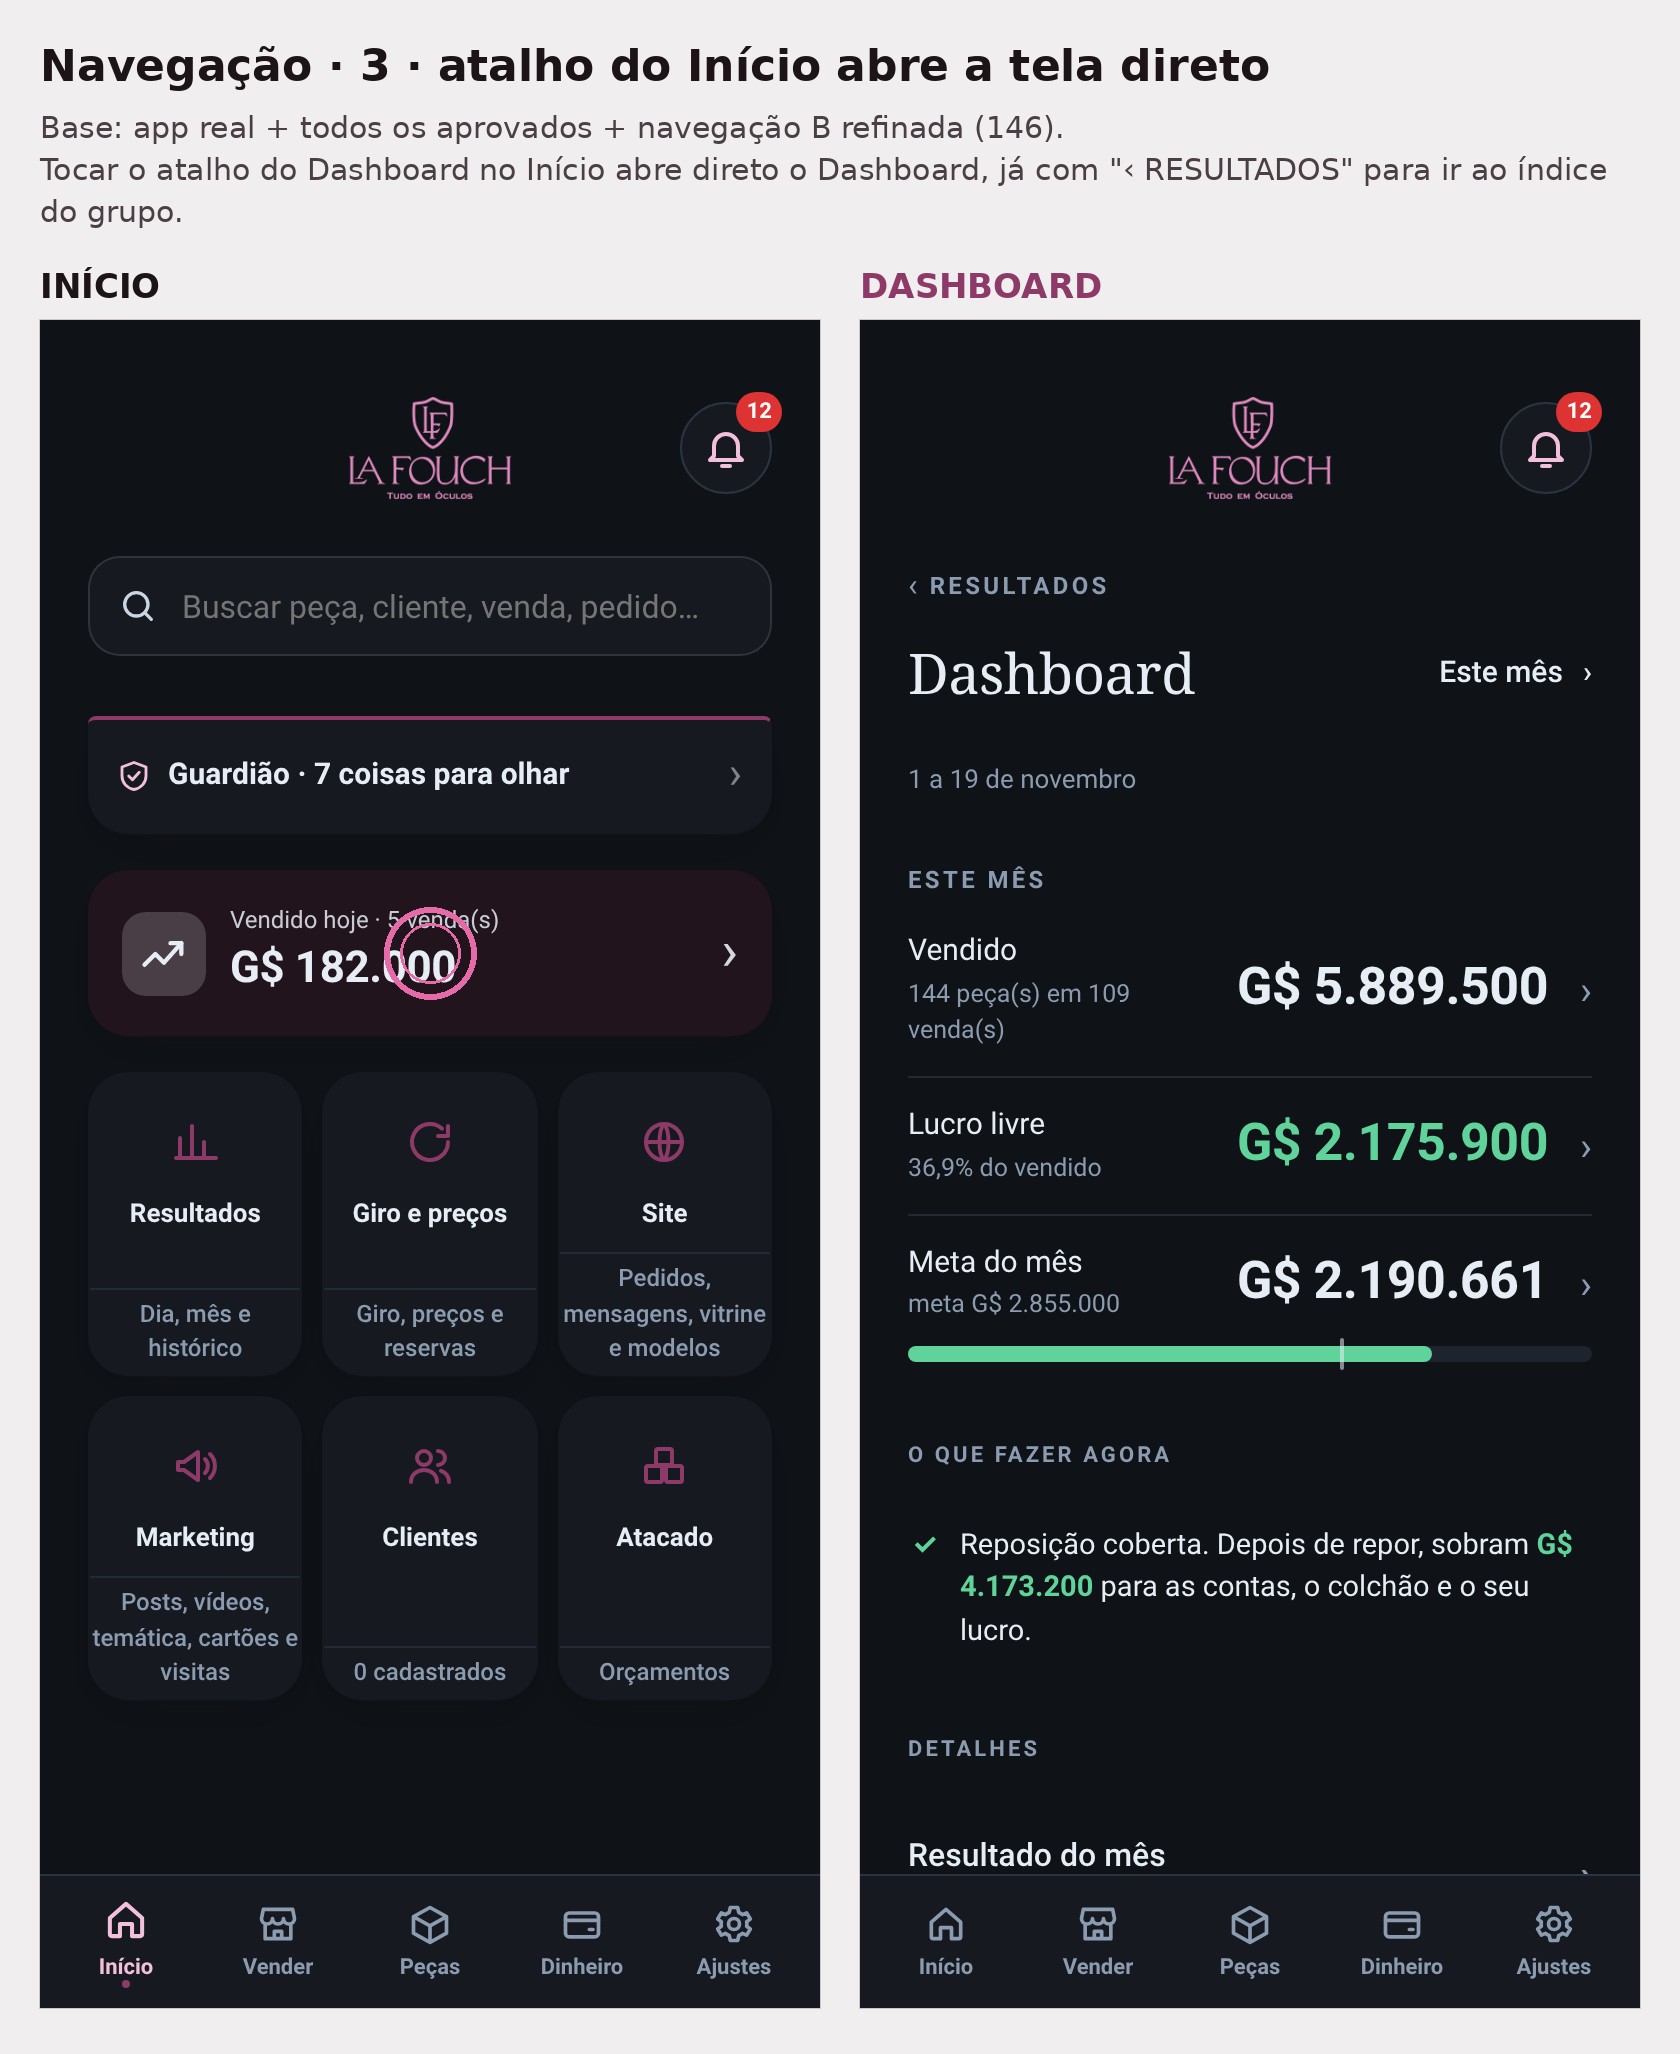 Navegação · 3 · atalho do Início abre a tela direto
Base: app real + todos os aprovados + navegação B refinada (146).
Tocar o atalho do Dashboard no Início abre direto o Dashboard, já com "‹ RESULTADOS" para ir ao índice
do grupo.
INÍCIO
LF
LA FOUCH
TUDO EM ÓCULOS
12
Buscar peça, cliente, venda, pedido...
Guardião · 7 coisas para olhar ›
Vendido hoje · 5 venda(s)
G$ 182.000 ›
Resultados
Dia, mês e
histórico
Giro e preços
Giro, preços e
reservas
Site
Pedidos,
mensagens, vitrine
e modelos
Marketing
Posts, vídeos,
temática, cartões e
visitas
Clientes
0 cadastrados
Atacado
Orçamentos
Início
Vender
Peças
Dinheiro
Ajustes
DASHBOARD
LF
LA FOUCH
TUDO EM ÓCULOS
12
‹ RESULTADOS
Dashboard
Este mês ›
1 a 19 de novembro
ESTE MÊS
Vendido
144 peça(s) em 109
venda(s)
G$ 5.889.500 ›
Lucro livre
36,9% do vendido
G$ 2.175.900 ›
Meta do mês
meta G$ 2.855.000
G$ 2.190.661 ›
O QUE FAZER AGORA
Reposição coberta. Depois de repor, sobram G$
4.173.200 para as contas, o colchão e o seu
lucro.
DETALHES
Resultado do mês
Início
Vender
Peças
Dinheiro
Ajustes